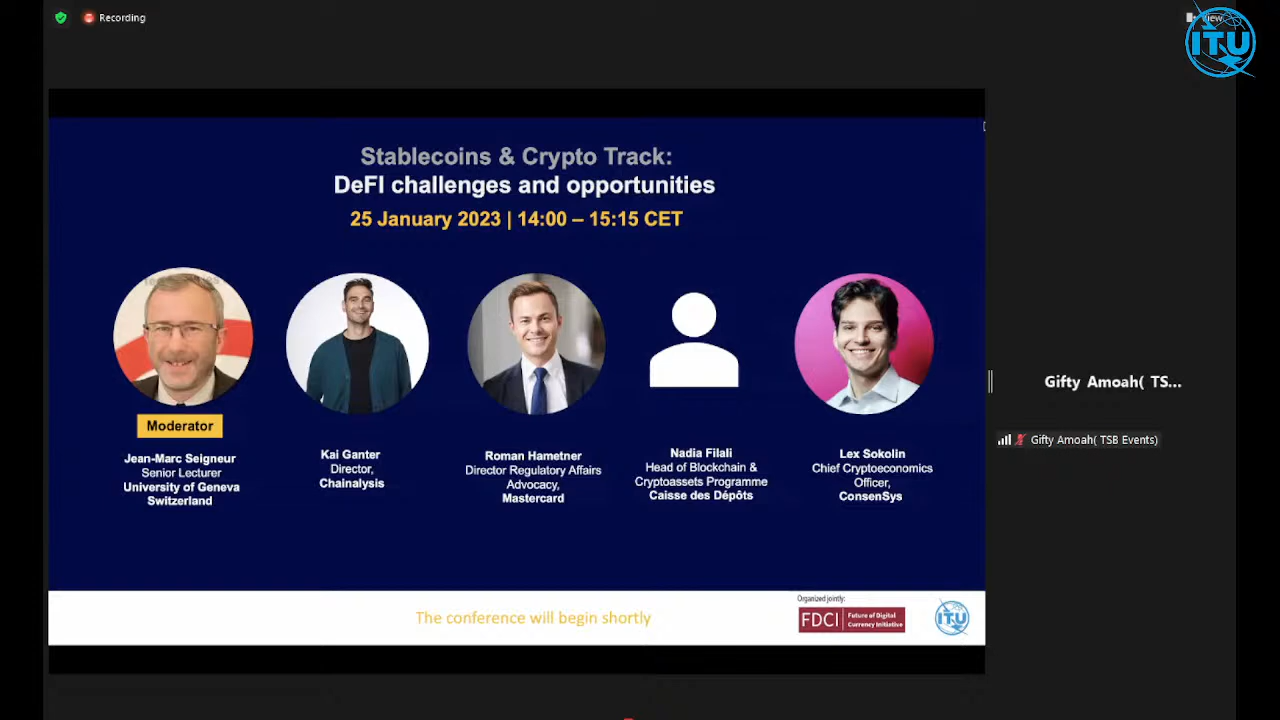 Recording
View
ITU
Stablecoins & Crypto Track:
DeFI challenges and opportunities
25 January 2023 | 14:00 – 15:15 CET
Moderator
Jean-Marc Seigneur
Senior Lecturer
University of Geneva
Switzerland
Kai Ganter
Director,
Chainalysis
Roman Hametner
Director Regulatory Affairs
Advocacy,
Mastercard
Nadia Filali
Head of Blockchain &
Cryptoassets Programme
Caisse des Dépôts
Lex Sokolin
Chief Cryptoeconomics
Officer,
ConsenSys
Gifty Amoah( TS...
Gifty Amoah( TSB Events)
The conference will begin shortly
Organized jointly:
FDCI
Future of Digital
Currency Initiative
ITU